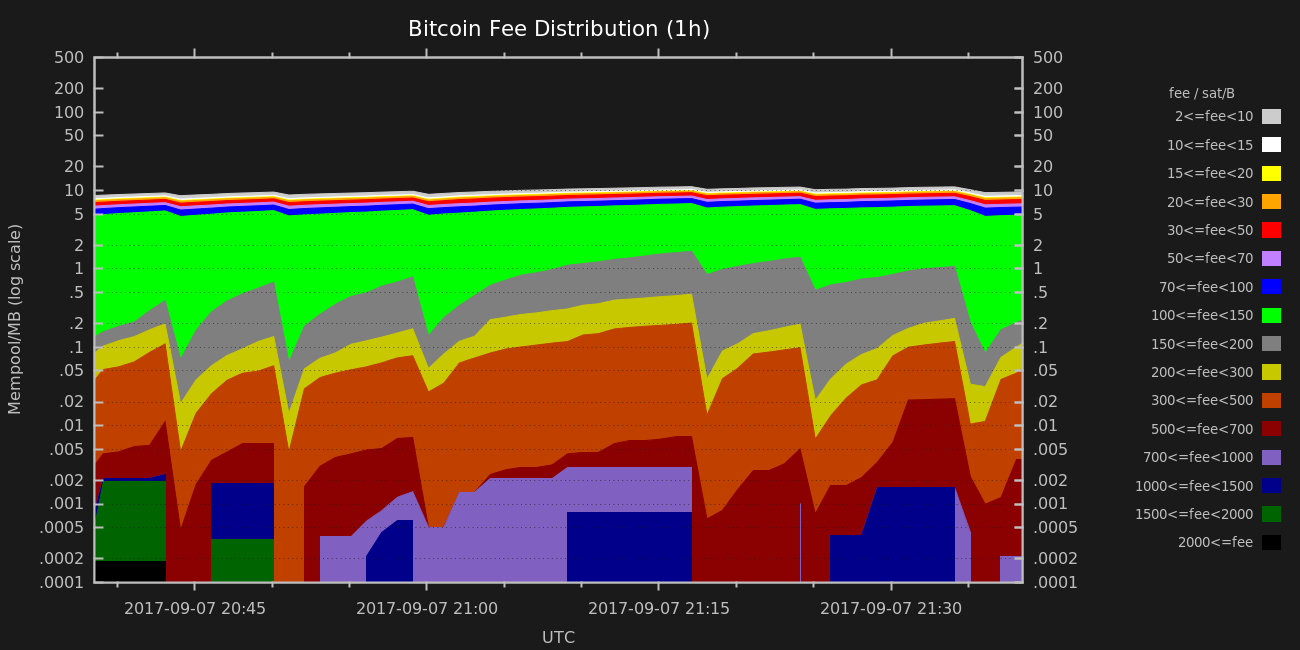 Bitcoin Fee Distribution (1h)
500
200
100
50
20
10
5
2
1
.5
.2
.1
.05
.02
.01
.005
.002
.001
.0005
.0002
.0001
Mempool/MB (log scale)
500
200
100
50
20
10
5
2
1
.5
.2
.1
.05
.02
.01
.005
.002
.001
.0005
.0002
.0001
2017-09-07 20:45
2017-09-07 21:00
2017-09-07 21:15
2017-09-07 21:30
UTC
fee / sat/B
2<=fee<10
10<=fee<15
15<=fee<20
20<=fee<30
30<=fee<50
50<=fee<70
70<=fee<100
100<=fee<150
150<=fee<200
200<=fee<300
300<=fee<500
500<=fee<700
700<=fee<1000
1000<=fee<1500
1500<=fee<2000
2000<=fee